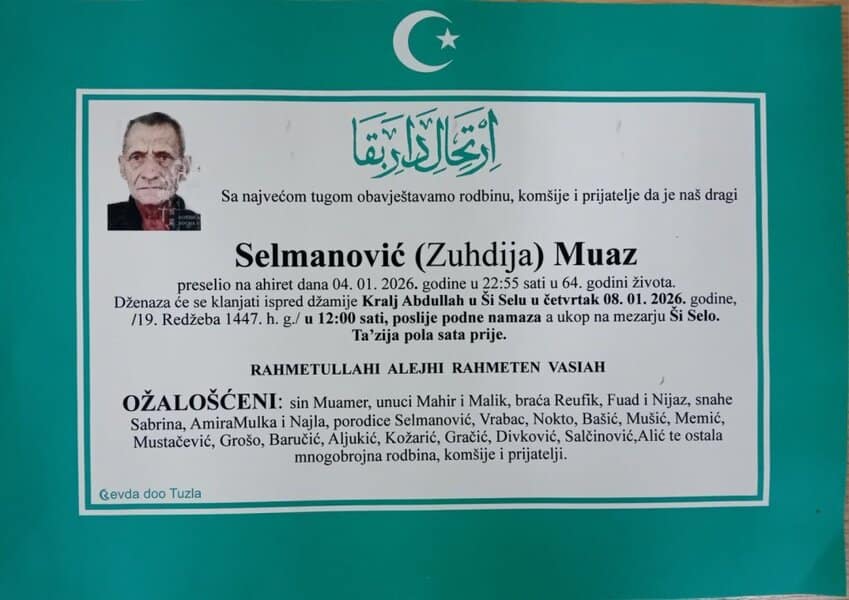 اِرْتِحَالِ دَارِ بَقَا
Sa najvećom tugom obavještavamo rodbinu, komšije i prijatelje da je naš dragi
Selmanović (Zuhdija) Muaz
preselio na ahiret dana 04. 01. 2026. godine u 22:55 sati u 64. godini života.
Dženaza će se klanjati ispred džamije Kralj Abdullah u Ši Selu u četvrtak 08. 01. 2026. godine,
/19. Redžeba 1447. h. g./ u 12:00 sati, poslije podne namaza a ukop na mezarju Ši Selo.
Ta’zija pola sata prije.
RAHMETULLAHI ALEJHI RAHMETEN VASIAH
OŽALOŠĆENI: sin Muamer, unuci Mahir i Malik, braća Reufik, Fuad i Nijaz, snahe
Sabrina, AmiraMulka i Najla, porodice Selmanović, Vrabac, Nokto, Bašić, Mušić, Memić,
Mustačević, Grošo, Baručić, Aljukić, Kožarić, Gračić, Divković, Salčinović,Alić te ostala
mnogobrojna rodbina, komšije i prijatelji.
Cevda doo Tuzla